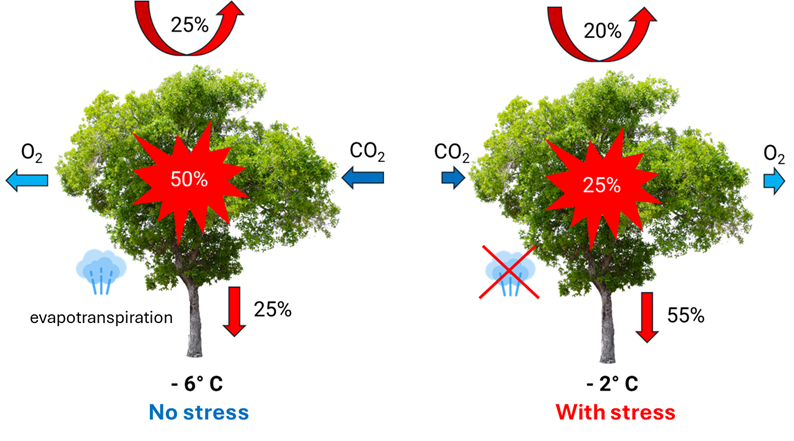 25%
20%
O₂
CO₂
CO₂
O₂
50%
25%
evapotranspiration
25%
55%
- 6° C
- 2° C
No stress
With stress